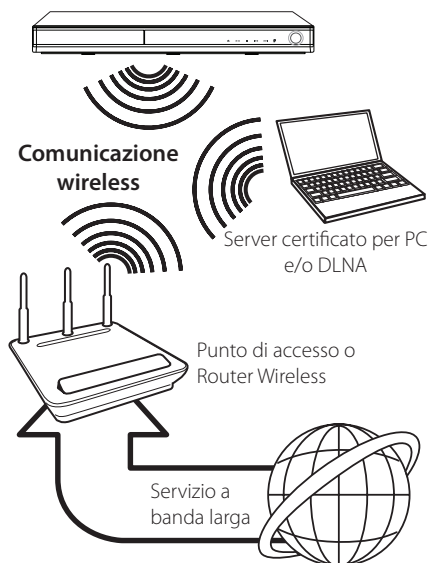 Comunicazione
wireless
Server certificato per PC
e/o DLNA
Punto di accesso o
Router Wireless
Servizio a
banda larga